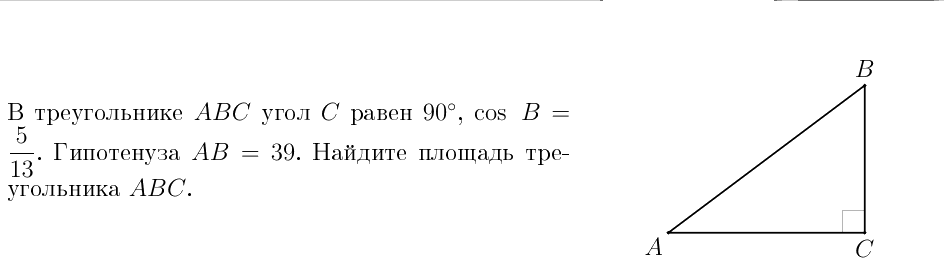 В треугольнике ABC угол C равен 90°, cos B =
5/13. Гипотенуза AB = 39. Найдите площадь тре-
угольника ABC.
B
A
C